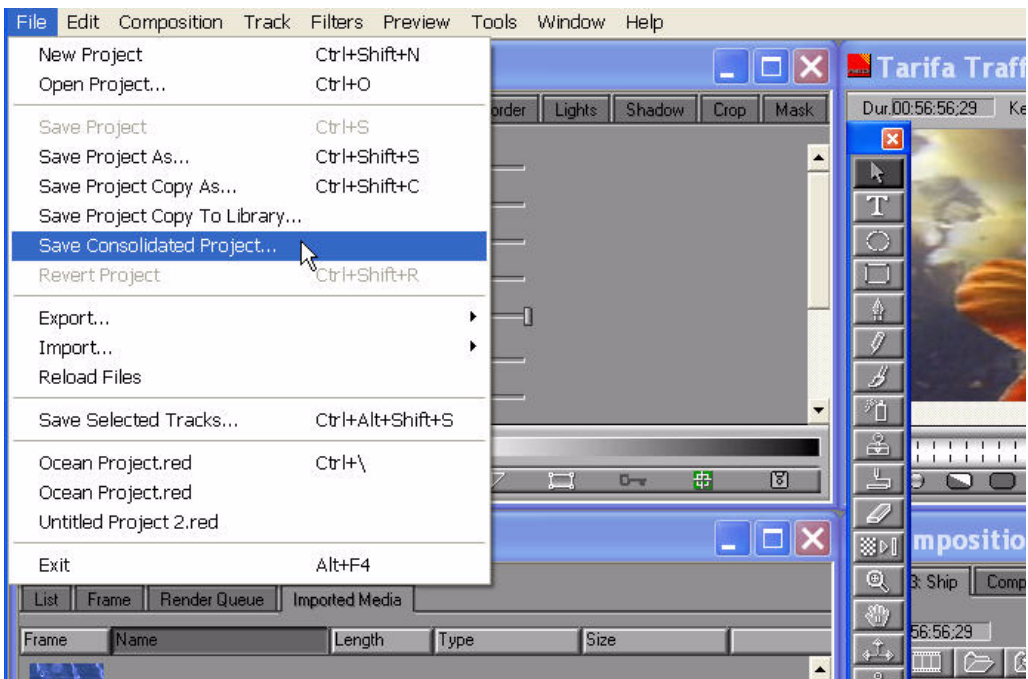 File Edit Composition Track Filters Preview Tools Window Help
New Project Ctrl+Shift+N
Open Project... Ctrl+O
Save Project Ctrl+S
Save Project As... Ctrl+Shift+S
Save Project Copy As... Ctrl+Shift+C
Save Project Copy To Library...
Save Consolidated Project...
Revert Project Ctrl+Shift+R
Export...
Import...
Reload Files
Save Selected Tracks... Ctrl+Alt+Shift+S
Ocean Project.red Ctrl+\
Ocean Project.red
Untitled Project 2.red
Exit Alt+F4
order Lights Shadow Crop Mask
Tarifa Traff
Dur.00:56:56;29 Ke
T
List Frame Render Queue Imported Media
Frame Name Length Type Size
mpositio
3: Ship Comp
56:56;29